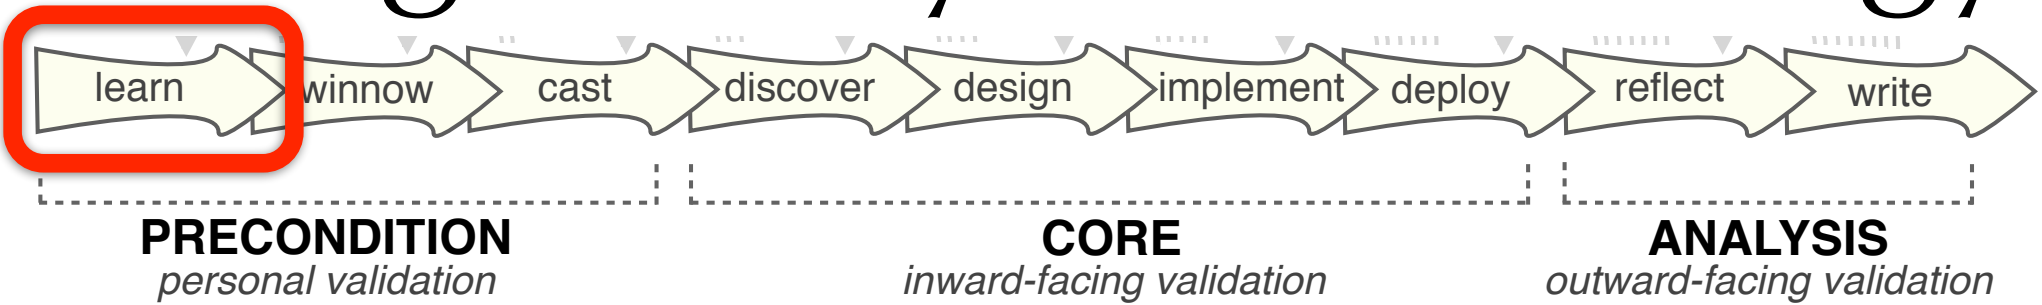 learn winnow cast discover design implement deploy reflect write
PRECONDITION CORE ANALYSIS
personal validation inward-facing validation outward-facing validation